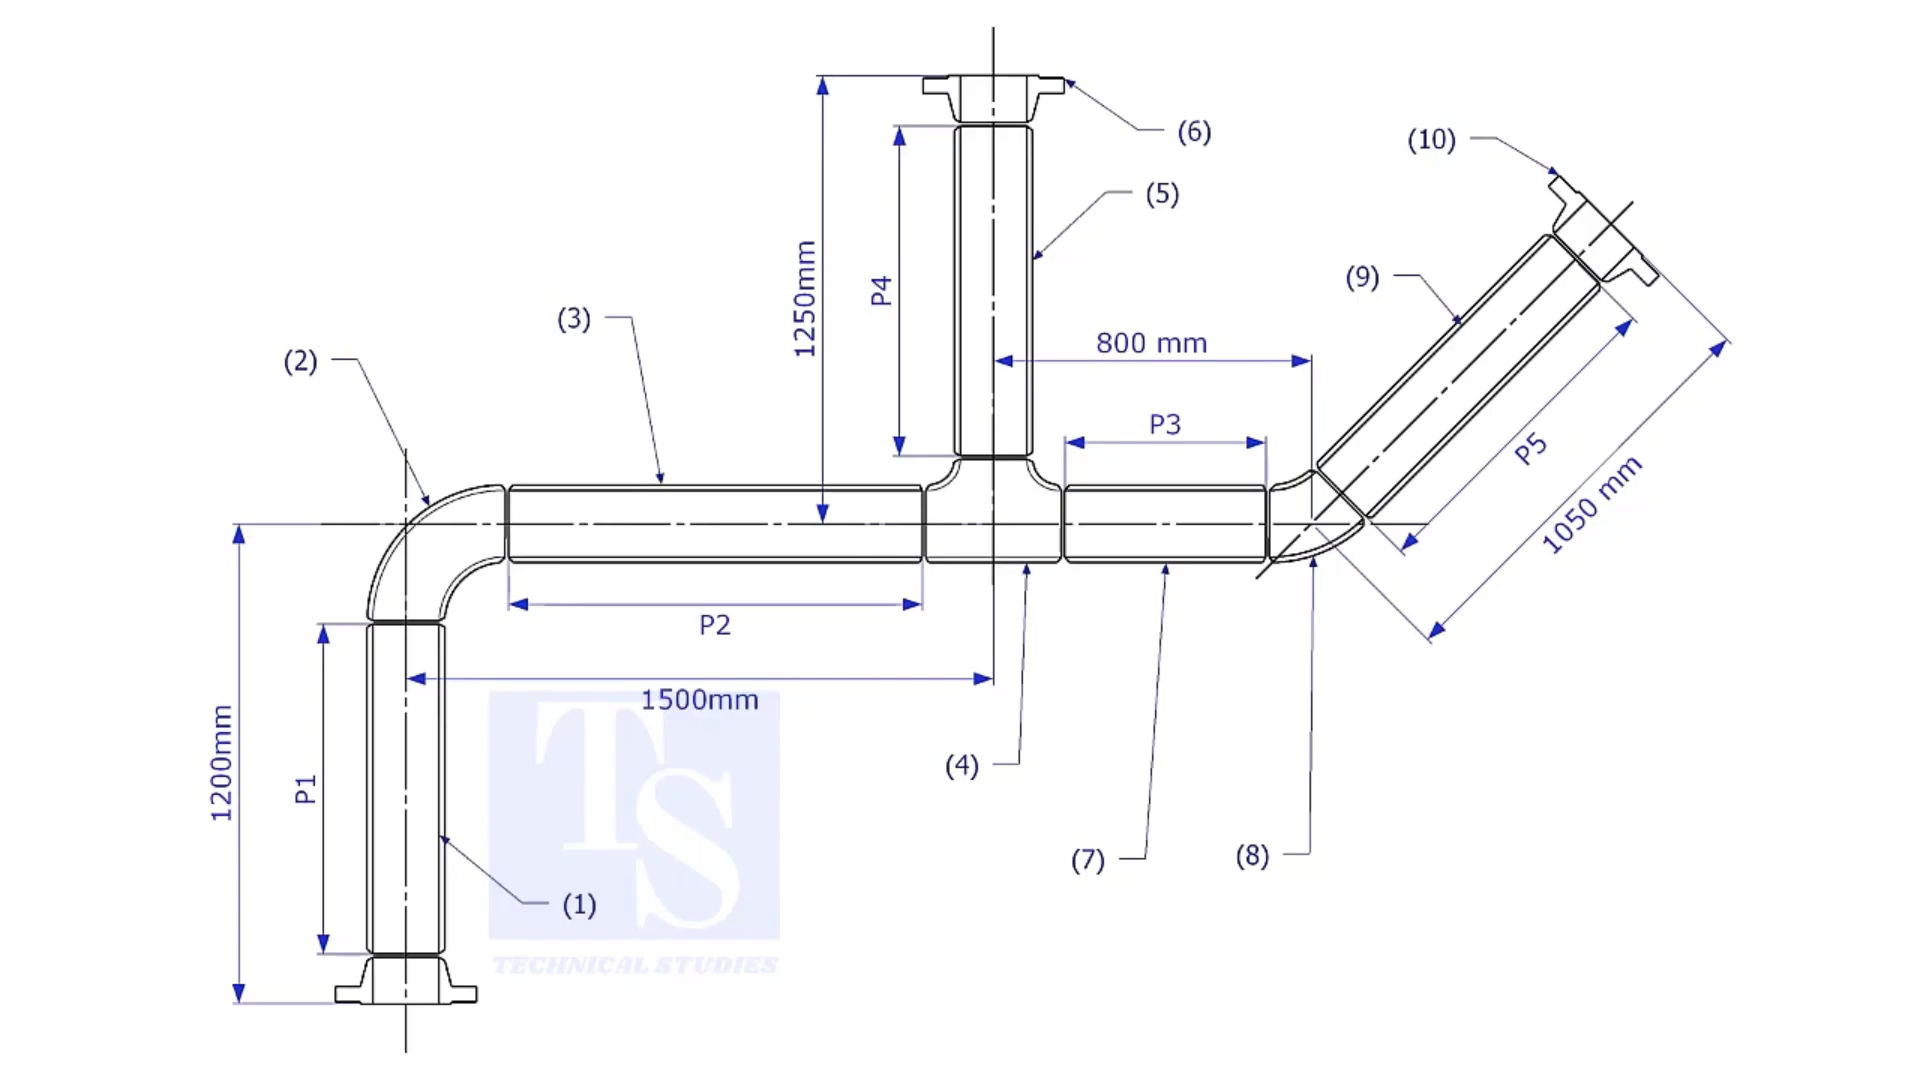 (6)
(10)
(5)
1250mm
P4
(9)
(3)
800 mm
(2)
P3
P5
1050 mm
P2
1500mm
1200mm
P1
(4)
(7)
(8)
(1)
TS
TECHNICAL STUDIES